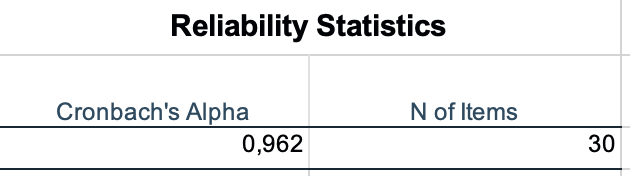 Reliability Statistics
Cronbach's Alpha N of Items
0,962 30